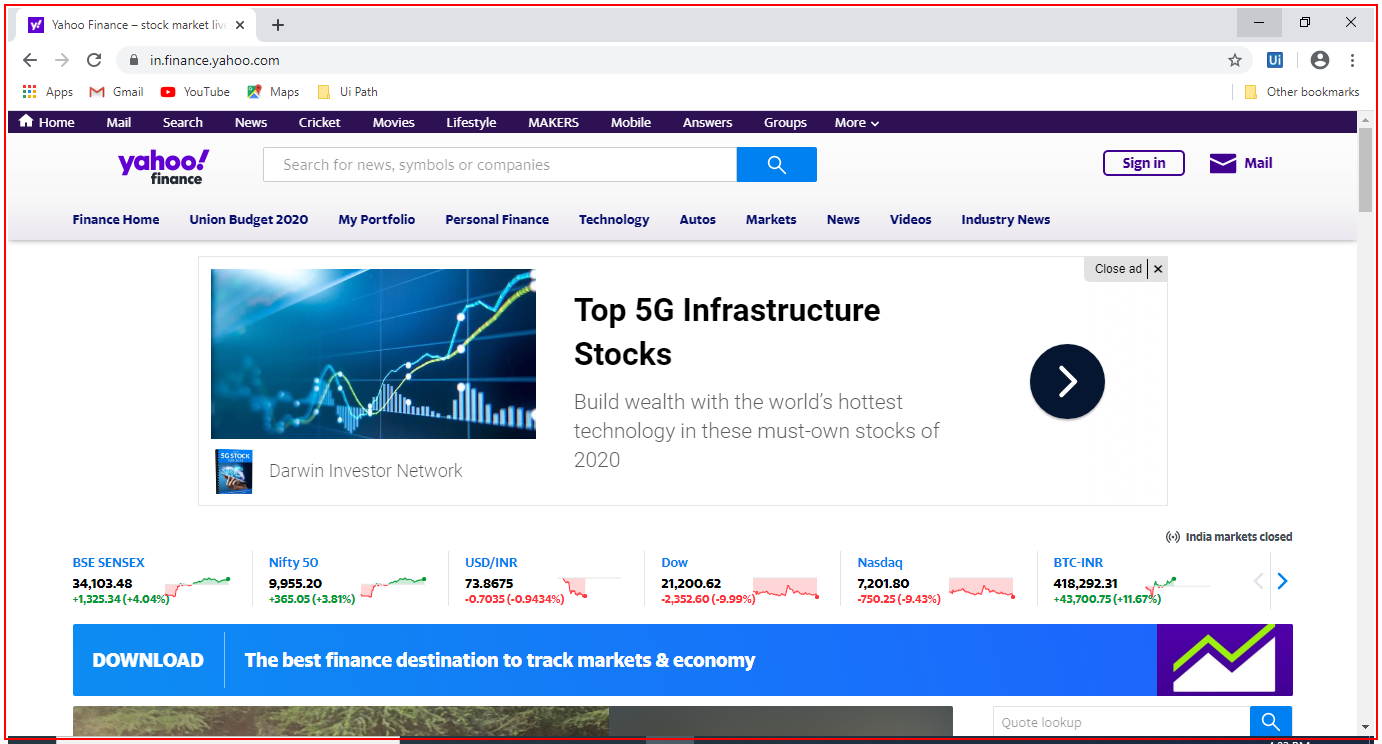 Yahoo Finance – stock market live
in.finance.yahoo.com
Ui
Apps Gmail YouTube Maps Ui Path Other bookmarks
Home Mail Search News Cricket Movies Lifestyle MAKERS Mobile Answers Groups More
yahoo!
finance
Search for news, symbols or companies
Sign in
Mail
Finance Home Union Budget 2020 My Portfolio Personal Finance Technology Autos Markets News Videos Industry News
Close ad
Top 5G Infrastructure
Stocks
Build wealth with the world's hottest
technology in these must-own stocks of
2020
5G STOCK
Darwin Investor Network
India markets closed
BSE SENSEX
34,103.48
+1,325.34 (+4.04%)
Nifty 50
9,955.20
+365.05 (+3.81%)
USD/INR
73.8675
-0.7035 (-0.9434%)
Dow
21,200.62
-2,352.60 (-9.99%)
Nasdaq
7,201.80
-750.25 (-9.43%)
BTC-INR
418,292.31
+43,700.75 (+11.67%)
DOWNLOAD
The best finance destination to track markets & economy
Quote lookup